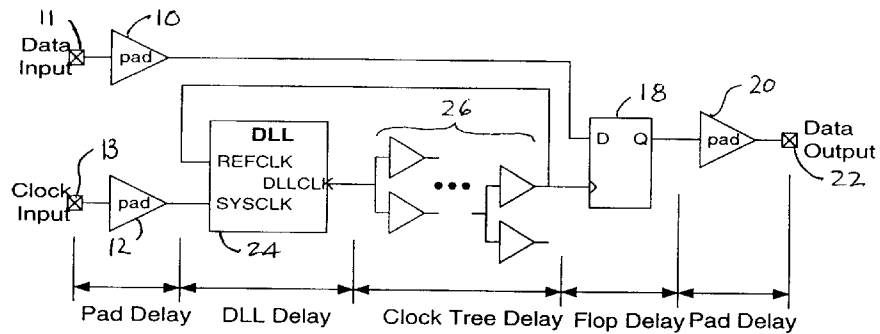 11
10
Data
Input
pad
26
18
20
DLL
REFCLK
DLLCLK
SYSCLK
D Q
pad
Data
Output
22
13
Clock
Input
pad
12
24
Pad Delay DLL Delay Clock Tree Delay Flop Delay Pad Delay